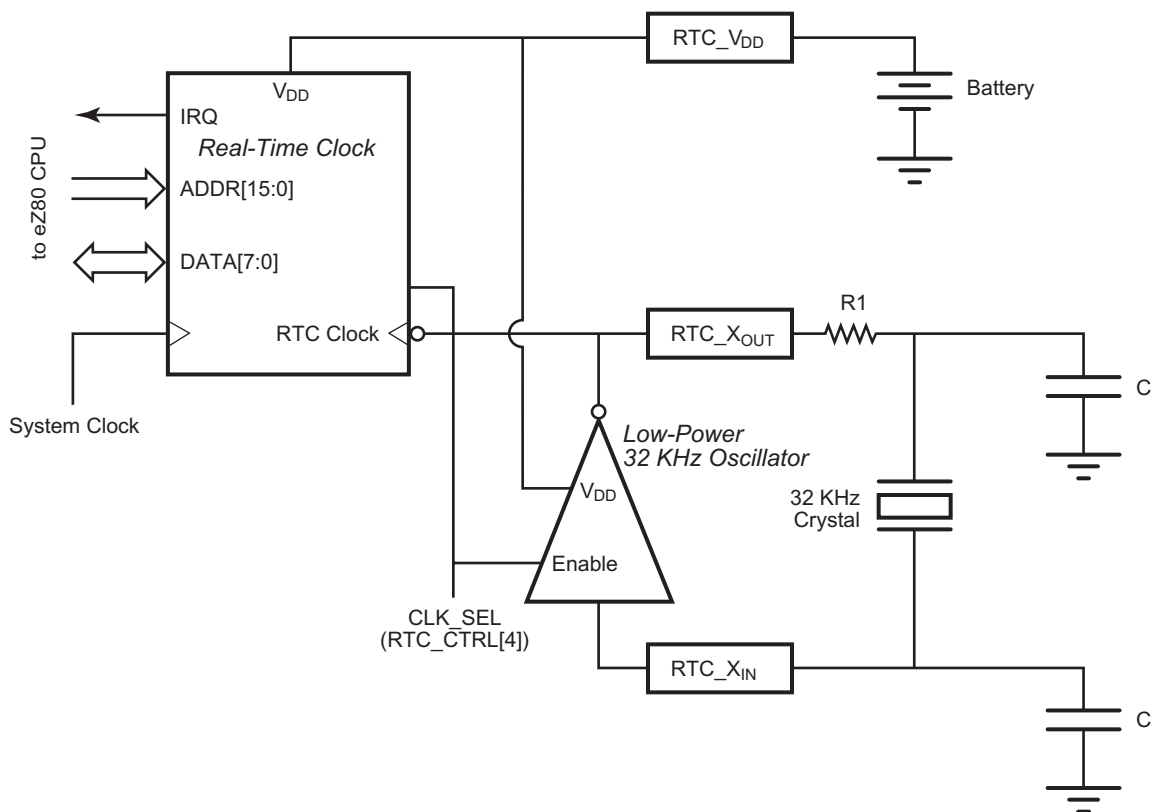 RTC_VDD
Battery
VDD
IRQ
Real-Time Clock
ADDR[15:0]
DATA[7:0]
to eZ80 CPU
RTC Clock
System Clock
RTC_XOUT
R1
C
Low-Power
32 KHz Oscillator
VDD
Enable
32 KHz
Crystal
CLK_SEL
(RTC_CTRL[4])
RTC_XIN
C